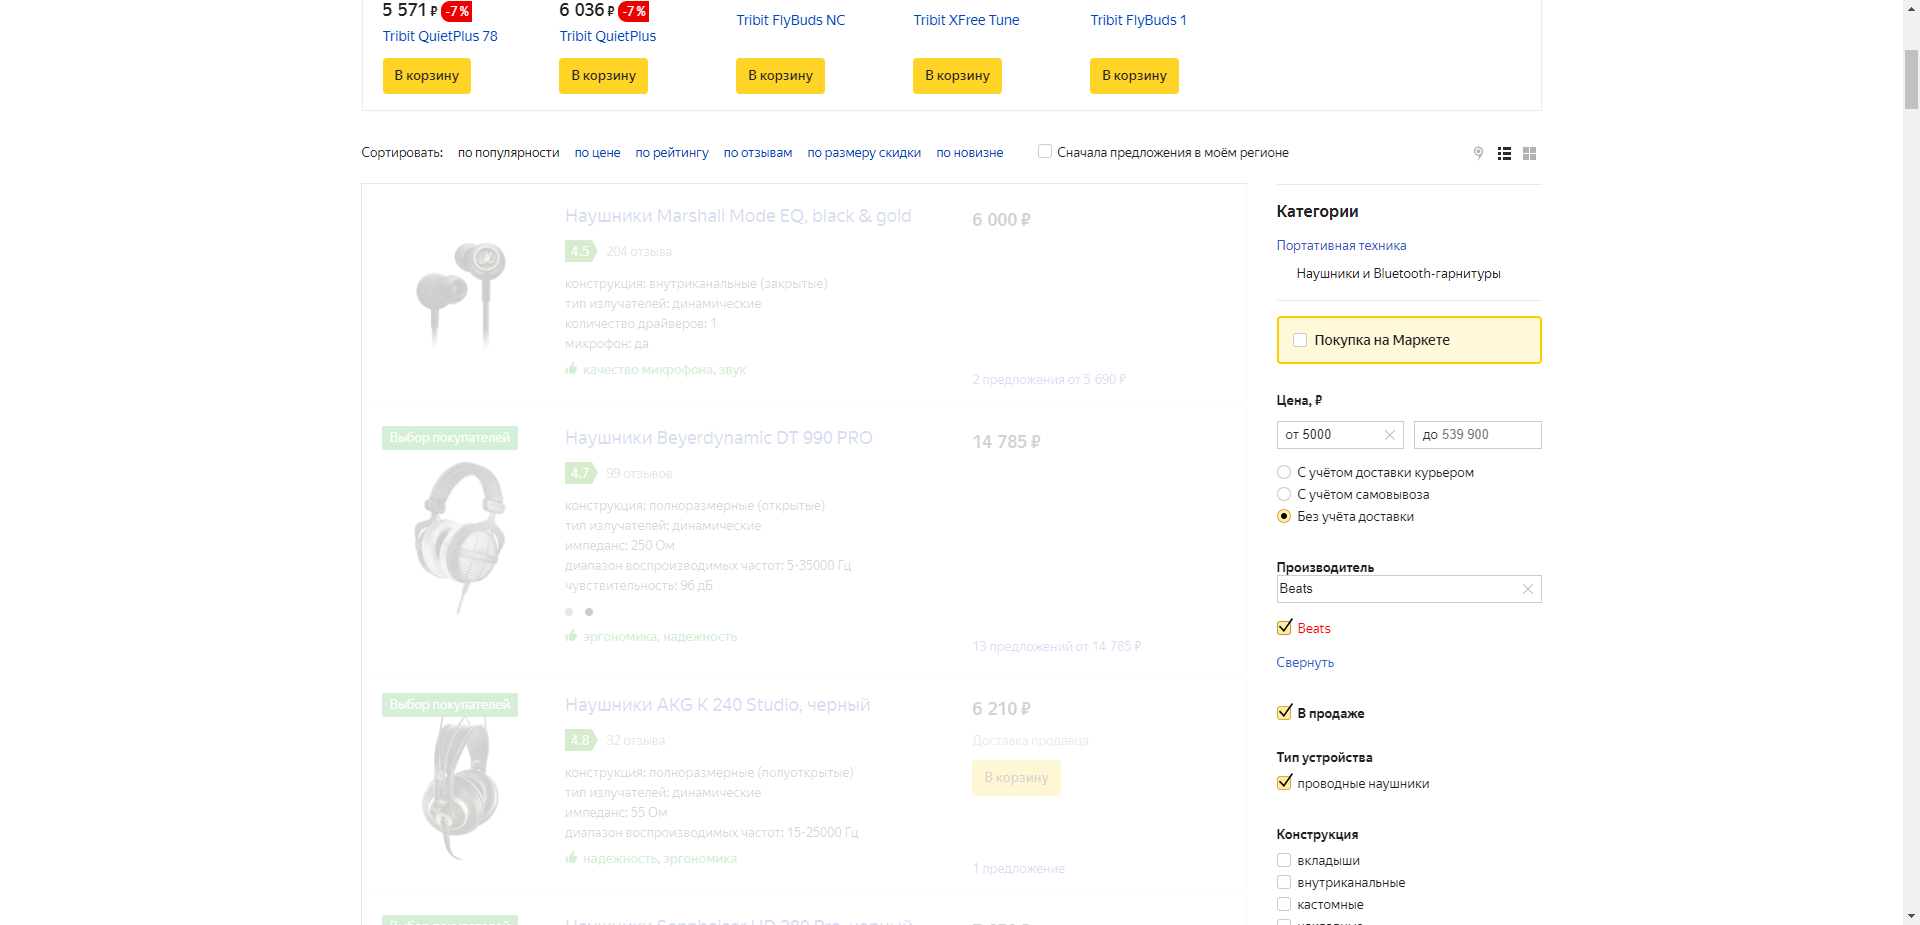 5 571 ₽ -7%
6 036 ₽ -7%
Tribit QuietPlus 78
Tribit QuietPlus
Tribit FlyBuds NC
Tribit XFree Tune
Tribit FlyBuds 1
В корзину
В корзину
В корзину
В корзину
В корзину
Сортировать: по популярности по цене по рейтингу по отзывам по размеру скидки по новизне Сначала предложения в моём регионе
Наушники Marshall Mode EQ, black & gold
6 000 ₽
4.5 204 отзыва
конструкция: внутриканальные (закрытые)
тип излучателей: динамические
количество драйверов: 1
микрофон: да
качество микрофона, звук
2 предложения от 5 690 ₽
Выбор покупателей
Наушники Beyerdynamic DT 990 PRO
14 785 ₽
4.7 99 отзывов
конструкция: полноразмерные (открытые)
тип излучателей: динамические
импеданс: 250 Ом
диапазон воспроизводимых частот: 5-35000 Гц
чувствительность: 96 дБ
эргономика, надежность
13 предложений от 14 785 ₽
Выбор покупателей
Наушники AKG K 240 Studio, черный
6 210 ₽
4.8 32 отзыва
Доставка продавца
В корзину
конструкция: полноразмерные (полуоткрытые)
тип излучателей: динамические
импеданс: 55 Ом
диапазон воспроизводимых частот: 15-25000 Гц
надежность, эргономика
1 предложение
Категории
Портативная техника
Наушники и Bluetooth-гарнитуры
Покупка на Маркете
Цена, ₽
от 5000
до 539 900
С учётом доставки курьером
С учётом самовывоза
Без учёта доставки
Производитель
Beats
Beats
Свернуть
В продаже
Тип устройства
проводные наушники
Конструкция
вкладыши
внутриканальные
кастомные